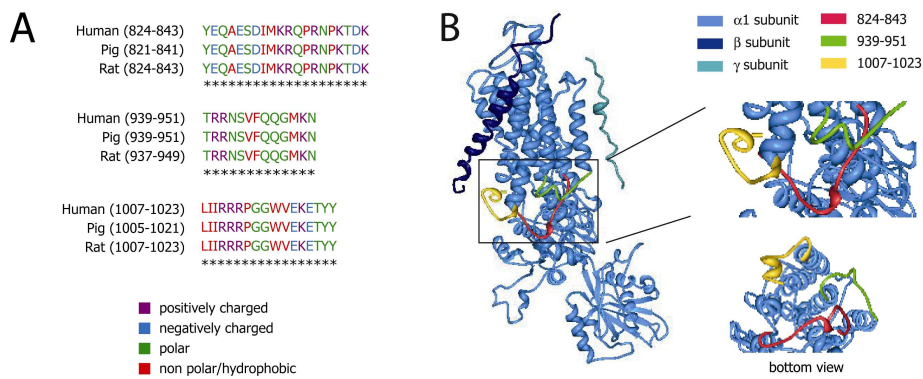 A
Human (824-843) YEQAESDIMKRQPRNPKTDK
Pig (821-841) YEQAESDIMKRQPRNPKTDK
Rat (824-843) YEQAESDIMKRQPRNPKTDK
********************
Human (939-951) TRRNSVFQQGMKN
Pig (939-951) TRRNSVFQQGMKN
Rat (937-949) TRRNSVFQQGMKN
*************
Human (1007-1023) LIIRRRPGGWVEKETYY
Pig (1005-1021) LIIRRRPGGWVEKETYY
Rat (1007-1023) LIIRRRPGGWVEKETYY
*****************
positively charged
negatively charged
polar
non polar/hydrophobic
B
α1 subunit
β subunit
γ subunit
824-843
939-951
1007-1023
bottom view